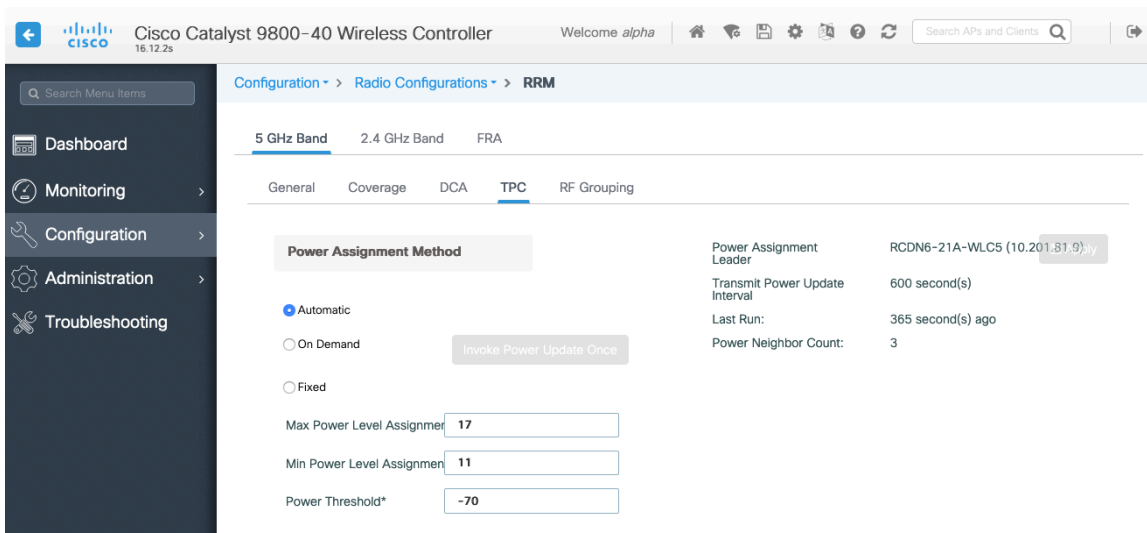 CISCO
Cisco Catalyst 9800-40 Wireless Controller
16.12.2s
Welcome alpha
Search APs and Clients
Search Menu Items
Dashboard
Monitoring
Configuration
Administration
Troubleshooting
Configuration > Radio Configurations > RRM
5 GHz Band 2.4 GHz Band FRA
General Coverage DCA TPC RF Grouping
Power Assignment Method
Automatic
On Demand
Invoke Power Update Once
Fixed
Max Power Level Assignmen 17
Min Power Level Assignmen 11
Power Threshold* -70
Power Assignment
Leader
RCDN6-21A-WLC5 (10.201.81.9)
Apply
Transmit Power Update
Interval
600 second(s)
Last Run: 365 second(s) ago
Power Neighbor Count: 3